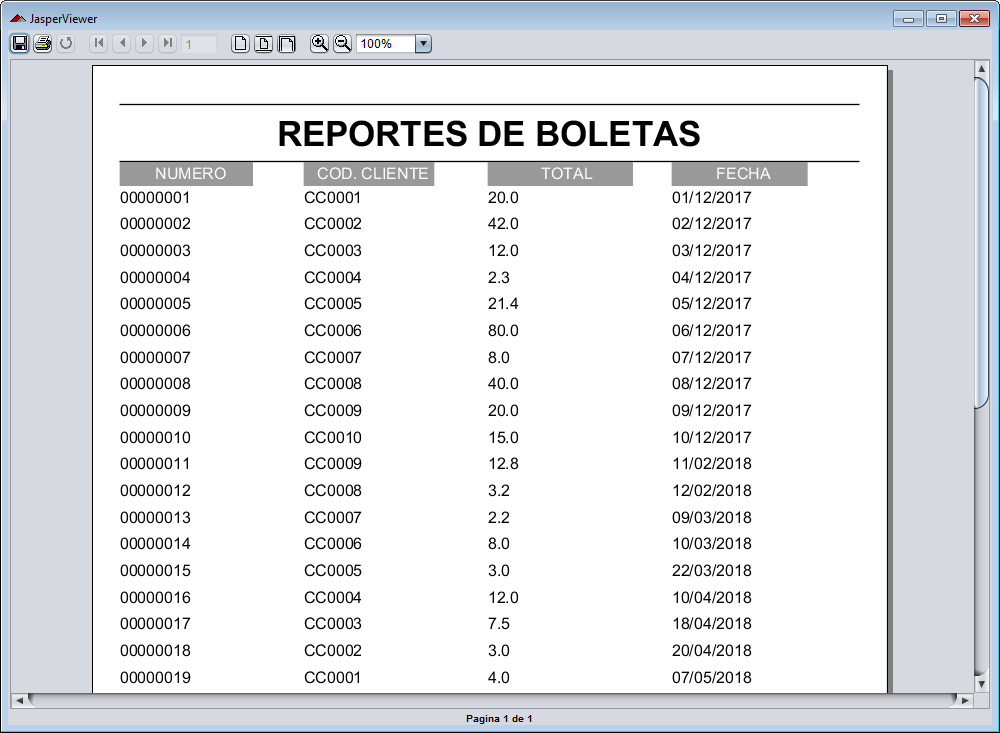 JasperViewer
1 100%
REPORTES DE BOLETAS
NUMERO COD. CLIENTE TOTAL FECHA
00000001 CC0001 20.0 01/12/2017
00000002 CC0002 42.0 02/12/2017
00000003 CC0003 12.0 03/12/2017
00000004 CC0004 2.3 04/12/2017
00000005 CC0005 21.4 05/12/2017
00000006 CC0006 80.0 06/12/2017
00000007 CC0007 8.0 07/12/2017
00000008 CC0008 40.0 08/12/2017
00000009 CC0009 20.0 09/12/2017
00000010 CC0010 15.0 10/12/2017
00000011 CC0009 12.8 11/02/2018
00000012 CC0008 3.2 12/02/2018
00000013 CC0007 2.2 09/03/2018
00000014 CC0006 8.0 10/03/2018
00000015 CC0005 3.0 22/03/2018
00000016 CC0004 12.0 10/04/2018
00000017 CC0003 7.5 18/04/2018
00000018 CC0002 3.0 20/04/2018
00000019 CC0001 4.0 07/05/2018
Pagina 1 de 1